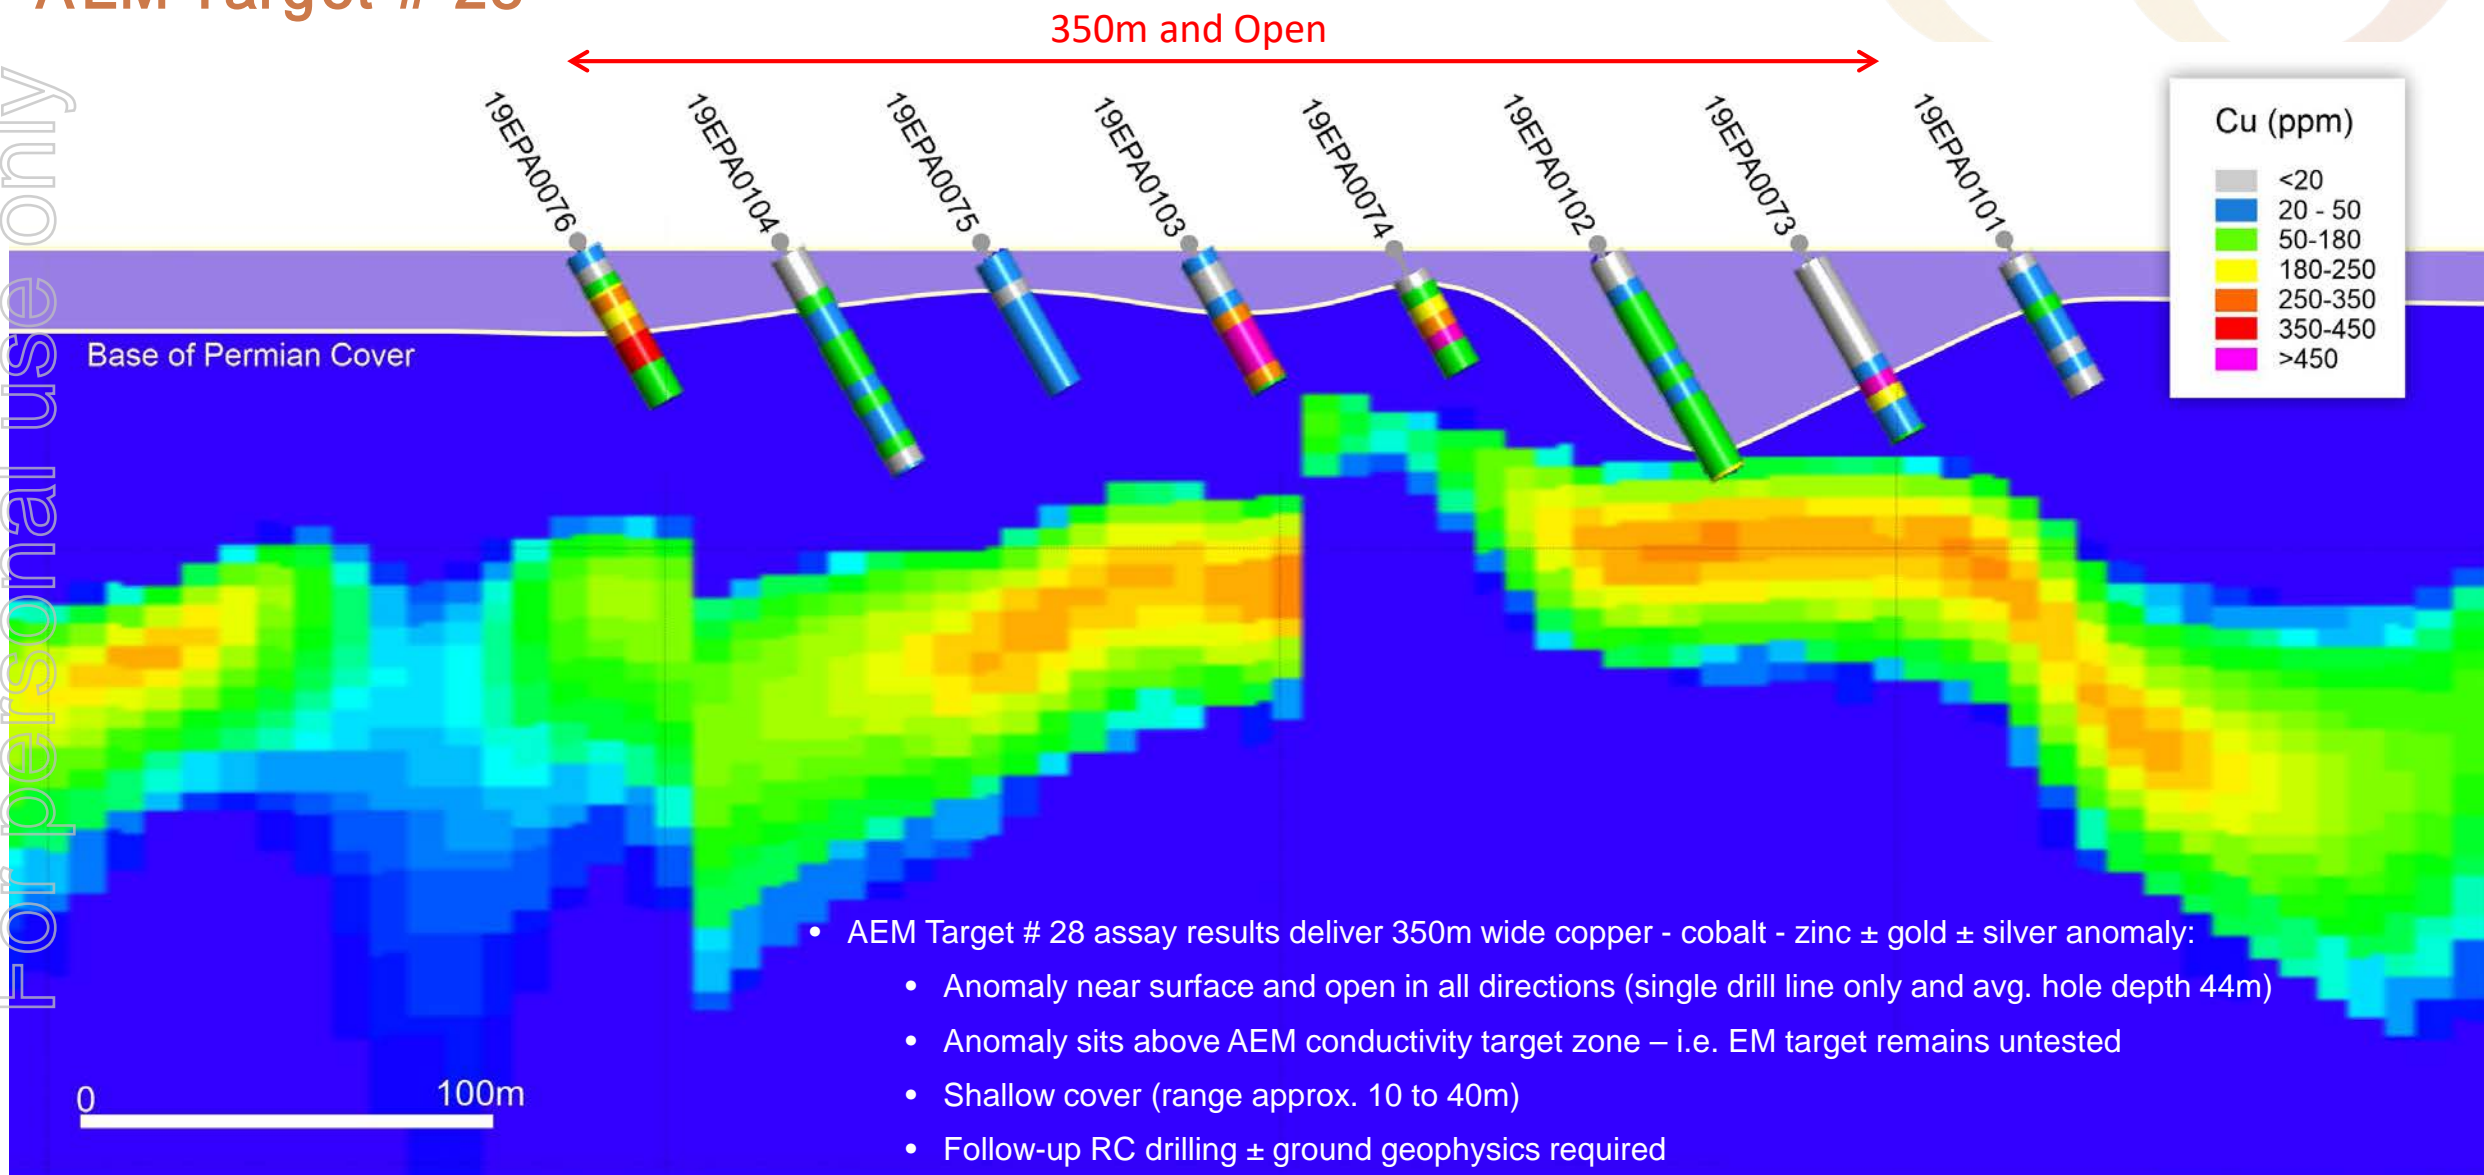 AEM Target # 28
350m and Open
For personal use only
19EPA0076
19EPA0104
19EPA0075
19EPA0103
19EPA0074
19EPA0102
19EPA0073
19EPA0101
Cu (ppm)
<20
20 - 50
50-180
180-250
250-350
350-450
>450
Base of Permian Cover
• AEM Target # 28 assay results deliver 350m wide copper - cobalt - zinc ± gold ± silver anomaly:
• Anomaly near surface and open in all directions (single drill line only and avg. hole depth 44m)
• Anomaly sits above AEM conductivity target zone – i.e. EM target remains untested
• Shallow cover (range approx. 10 to 40m)
• Follow-up RC drilling ± ground geophysics required
0 100m